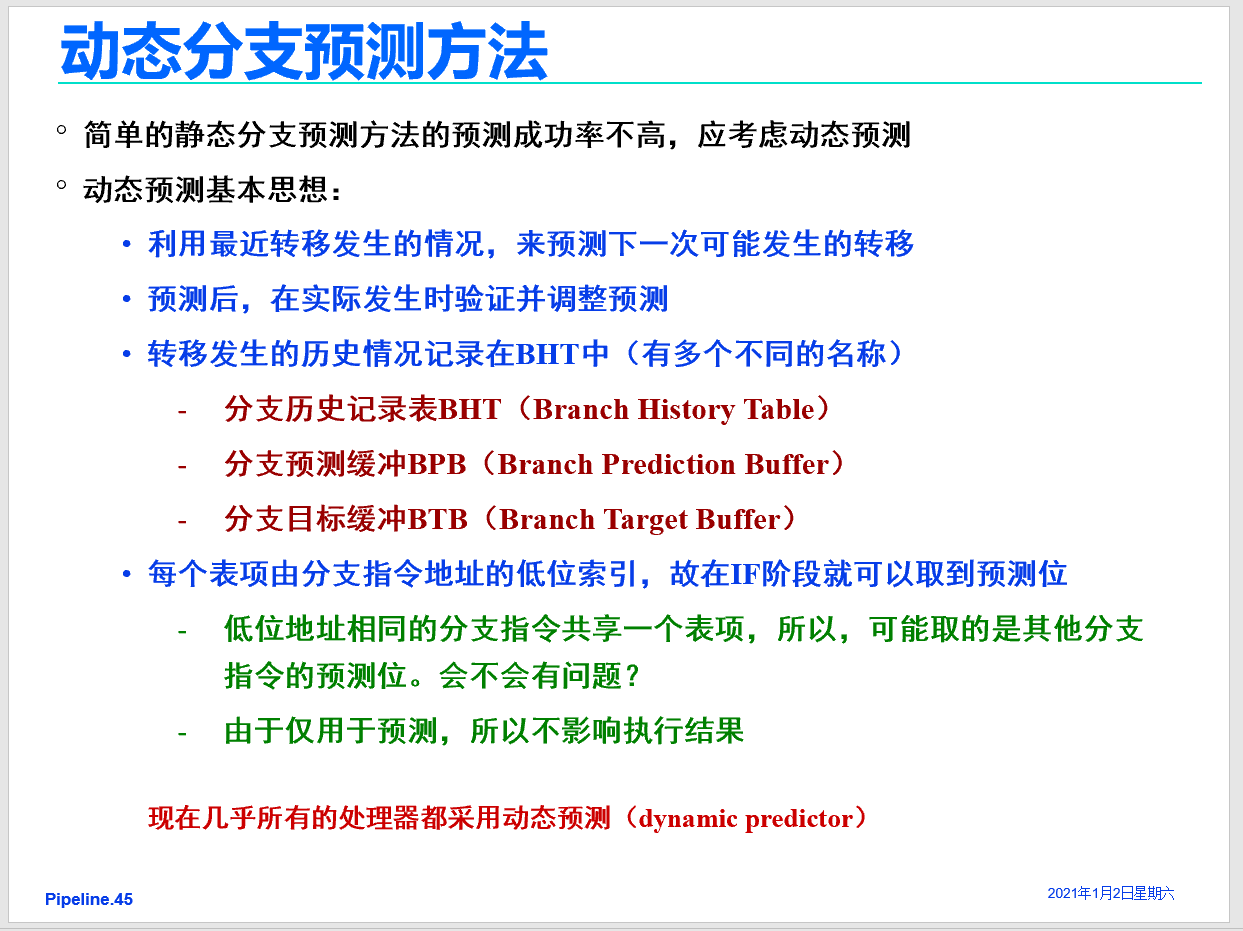 动态分支预测方法
° 简单的静态分支预测方法的预测成功率不高，应考虑动态预测
° 动态预测基本思想：
• 利用最近转移发生的情况，来预测下一次可能发生的转移
• 预测后，在实际发生时验证并调整预测
• 转移发生的历史情况记录在BHT中（有多个不同的名称）
- 分支历史记录表BHT（Branch History Table）
- 分支预测缓冲BPB（Branch Prediction Buffer）
- 分支目标缓冲BTB（Branch Target Buffer）
• 每个表项由分支指令地址的低位索引，故在IF阶段就可以取到预测位
- 低位地址相同的分支指令共享一个表项，所以，可能取的是其他分支
指令的预测位。会不会有问题？
- 由于仅用于预测，所以不影响执行结果
现在几乎所有的处理器都采用动态预测（dynamic predictor）
Pipeline.45
2021年1月2日星期六